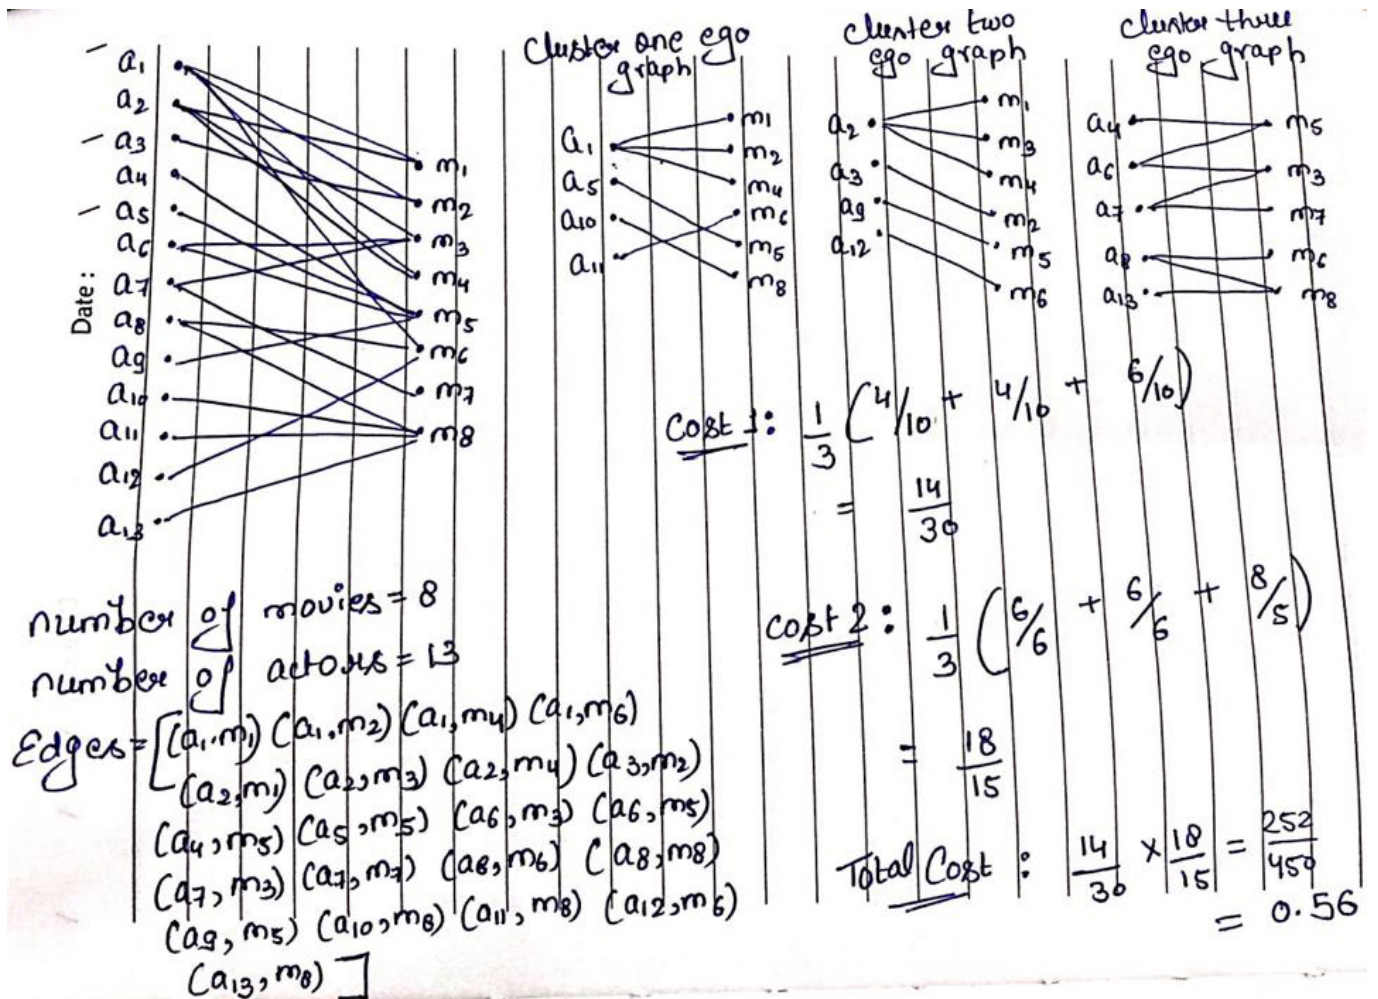 Date :
a1
a2
a3
a4
a5
a6
a7
a8
a9
a10
a11
a12
a13
m1
m2
m3
m4
m5
m6
m7
m8
Cluster one ego
graph
a1
a5
a10
a11
m1
m2
m4
m6
m5
m8
cluster two
ego graph
a2
a3
a9
a12
m1
m3
m4
m2
m5
m6
cluster three
ego graph
a4
a6
a7
a8
a13
m5
m3
m7
m6
m8
Cost 1: 1/3 (4/10 + 4/10 + 6/10)
= 14/30
cost 2: 1/3 (6/6 + 6/6 + 8/5)
= 18/15
Total Cost : 14/30 × 18/15 = 252/450
= 0.56
number of movies = 8
number of actors = 13
Edges = [(a1,m1) (a1,m2) (a1,m4) (a1,m6)
(a2,m1) (a2,m3) (a2,m4) (a3,m2)
(a4,m5) (a5,m5) (a6,m3) (a6,m5)
(a7,m3) (a7,m7) (a8,m6) (a8,m8)
(a9,m5) (a10,m8) (a11,m8) (a12,m6)
(a13,m8)]